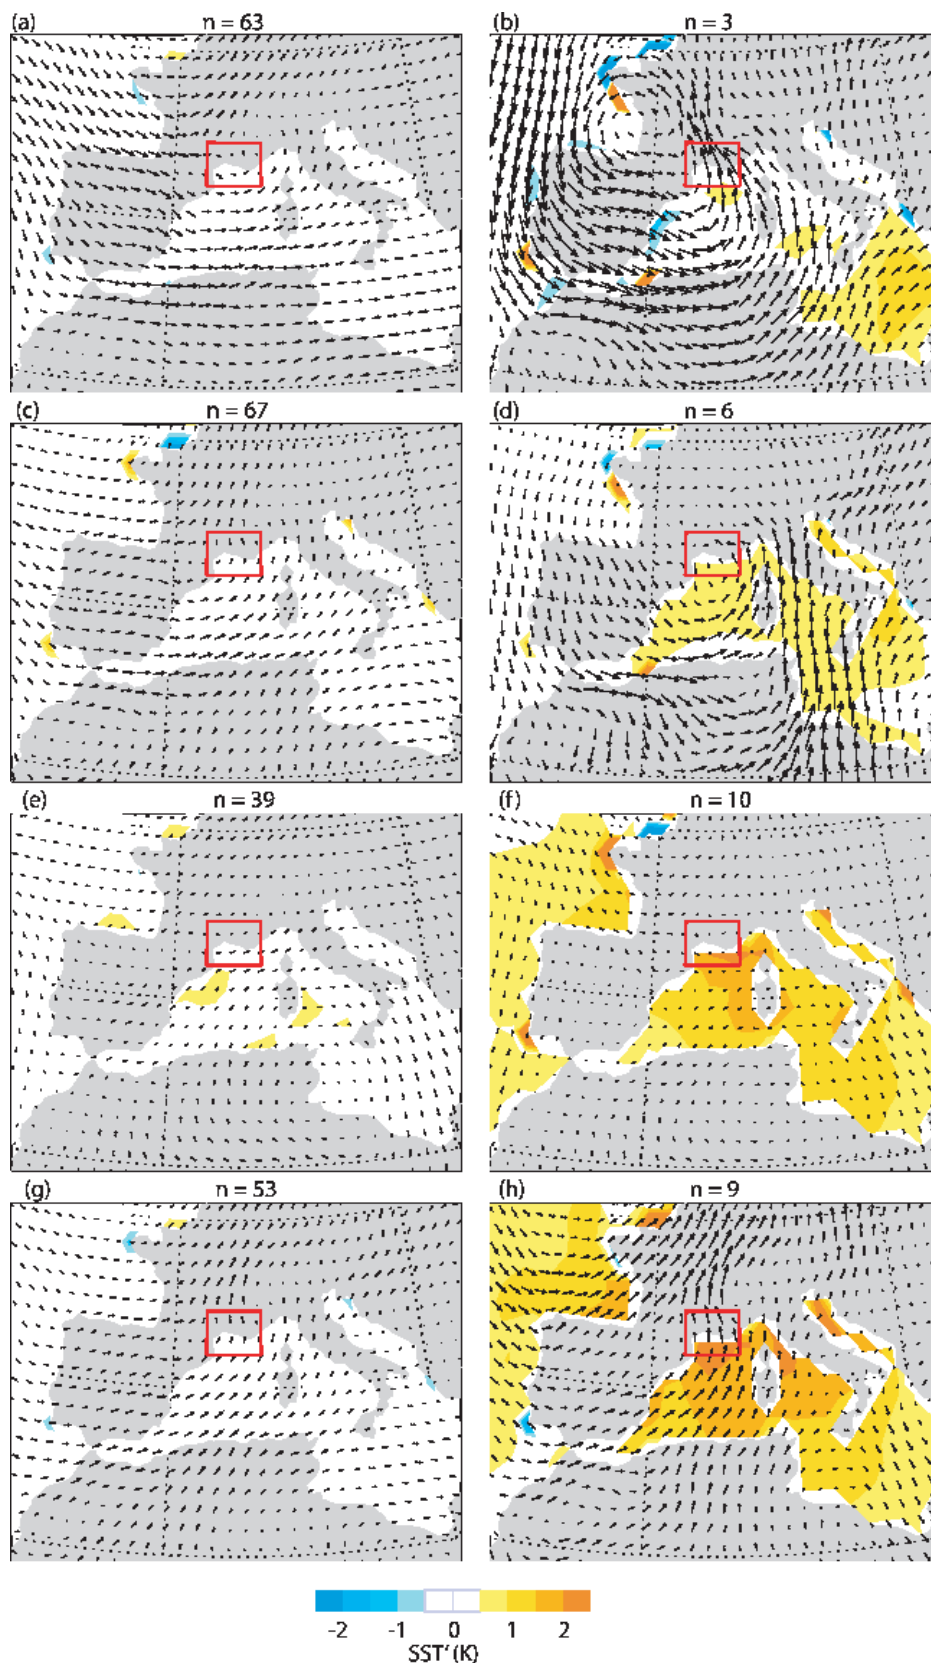 (a) n = 63
(b) n = 3
(c) n = 67
(d) n = 6
(e) n = 39
(f) n = 10
(g) n = 53
(h) n = 9
-2 -1 0 1 2
SST' (K)